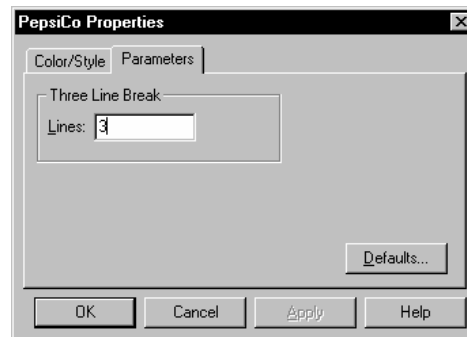 PepsiCo Properties
Color/Style Parameters
Three Line Break
Lines: 3
Defaults...
OK Cancel Apply Help